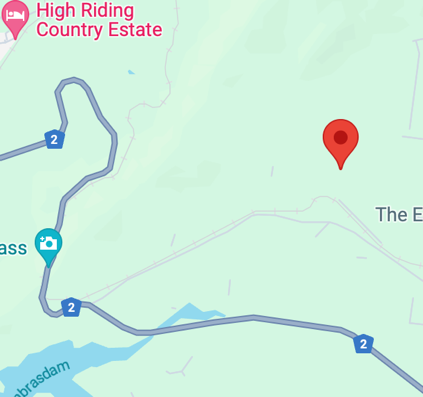 High Riding
Country Estate
2
The E
ass
2
2
abrasdam